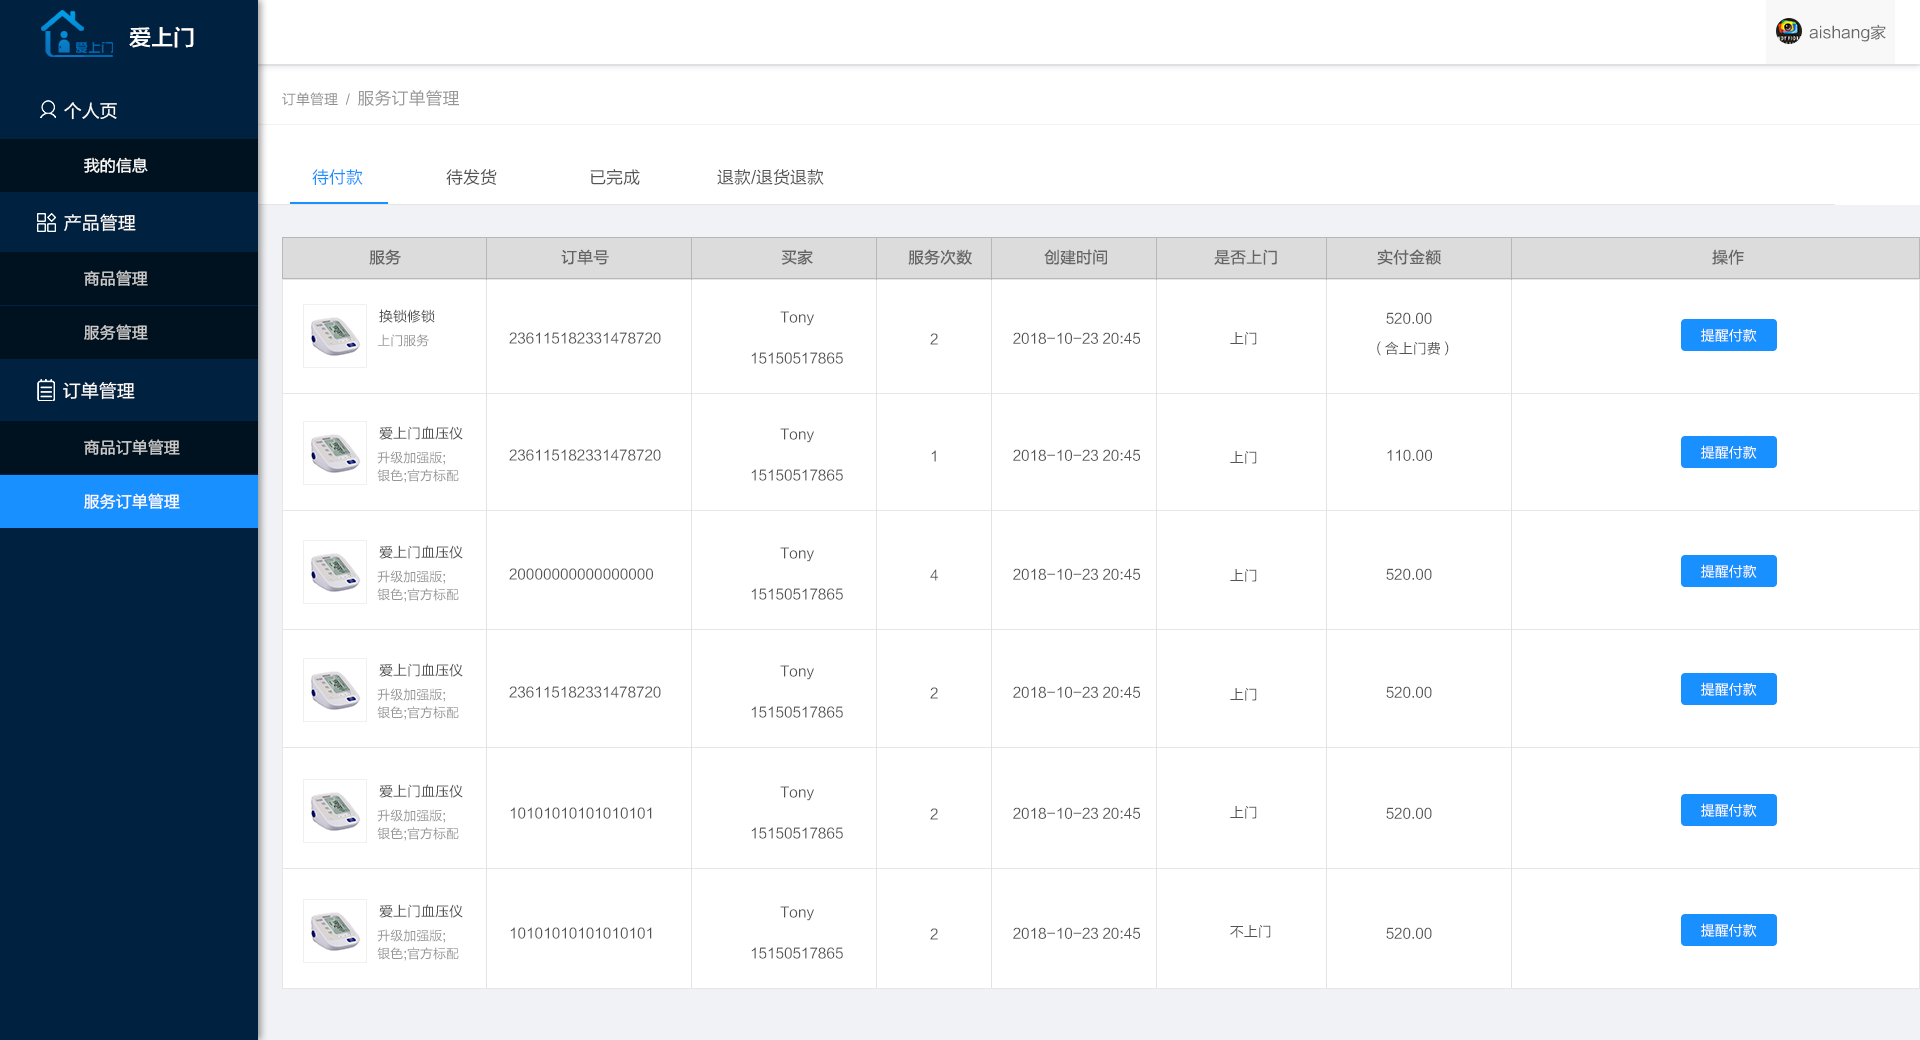 爱上门
爱上门
aishang家
个人页
我的信息
产品管理
商品管理
服务管理
订单管理
商品订单管理
服务订单管理
订单管理 / 服务订单管理
待付款 待发货 已完成 退款/退货退款
服务 订单号 买家 服务次数 创建时间 是否上门 实付金额 操作
换锁修锁
上门服务
236115182331478720
Tony
15150517865
2
2018-10-23 20:45
上门
520.00
（含上门费）
提醒付款
爱上门血压仪
升级加强版;
银色;官方标配
236115182331478720
Tony
15150517865
1
2018-10-23 20:45
上门
110.00
提醒付款
爱上门血压仪
升级加强版;
银色;官方标配
20000000000000000
Tony
15150517865
4
2018-10-23 20:45
上门
520.00
提醒付款
爱上门血压仪
升级加强版;
银色;官方标配
236115182331478720
Tony
15150517865
2
2018-10-23 20:45
上门
520.00
提醒付款
爱上门血压仪
升级加强版;
银色;官方标配
10101010101010101
Tony
15150517865
2
2018-10-23 20:45
上门
520.00
提醒付款
爱上门血压仪
升级加强版;
银色;官方标配
10101010101010101
Tony
15150517865
2
2018-10-23 20:45
不上门
520.00
提醒付款